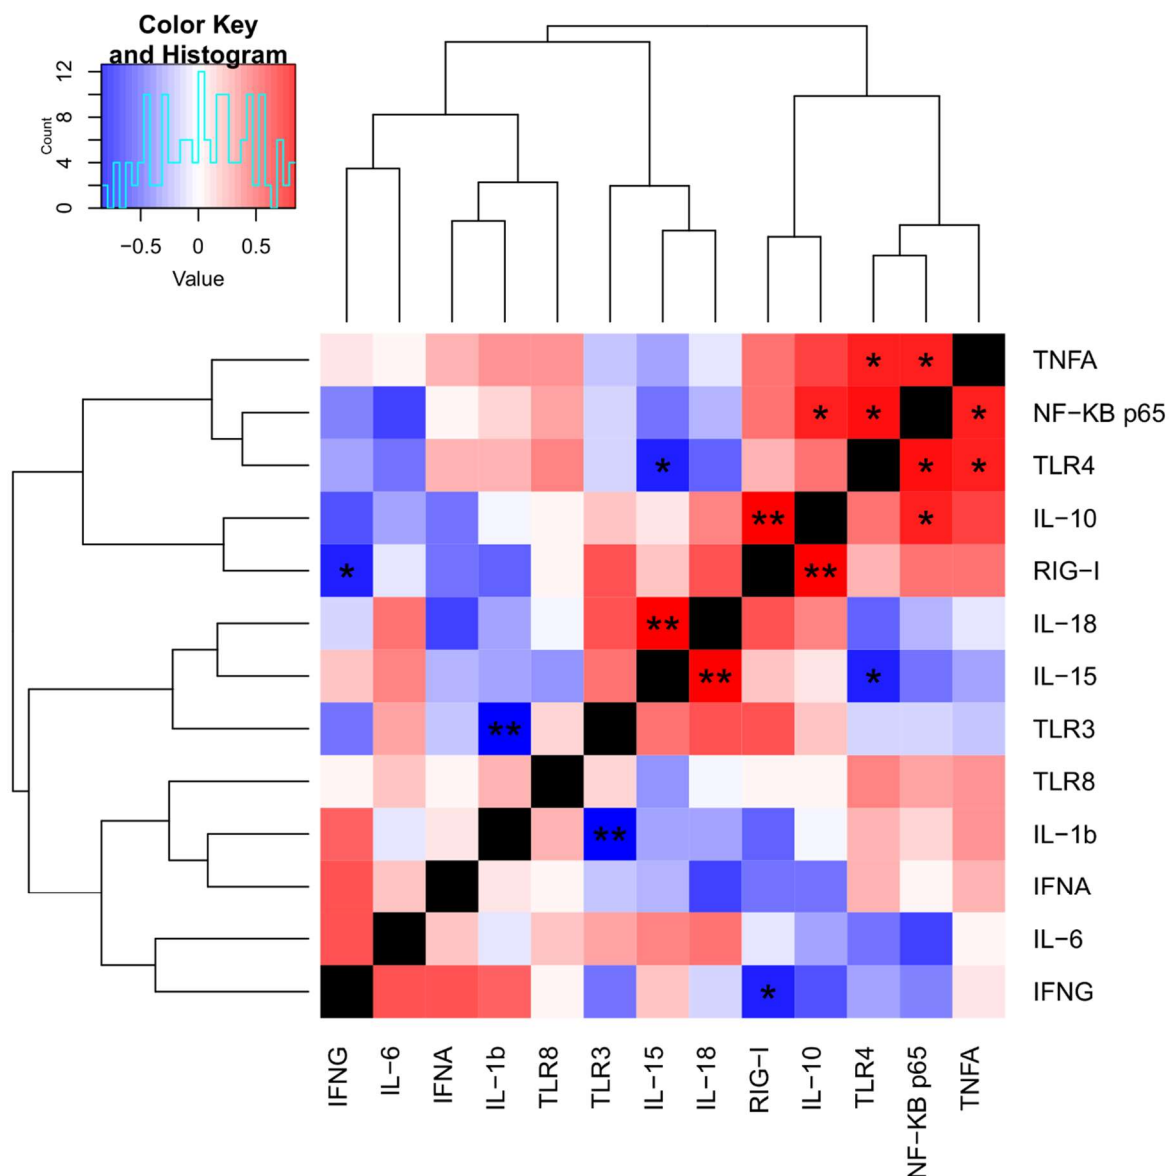 Color Key
and Histogram
Count
12
8
4
0
−0.5 0 0.5
Value
* * TNFA
* * * NF−KB p65
* * * TLR4
** * IL−10
* ** RIG−I
** IL−18
** * IL−15
** TLR3
TLR8
** IL−1b
IFNA
IL−6
* IFNG
IFNG
IL−6
IFNA
IL−1b
TLR8
TLR3
IL−15
IL−18
RIG−I
IL−10
TLR4
NF−KB p65
TNFA